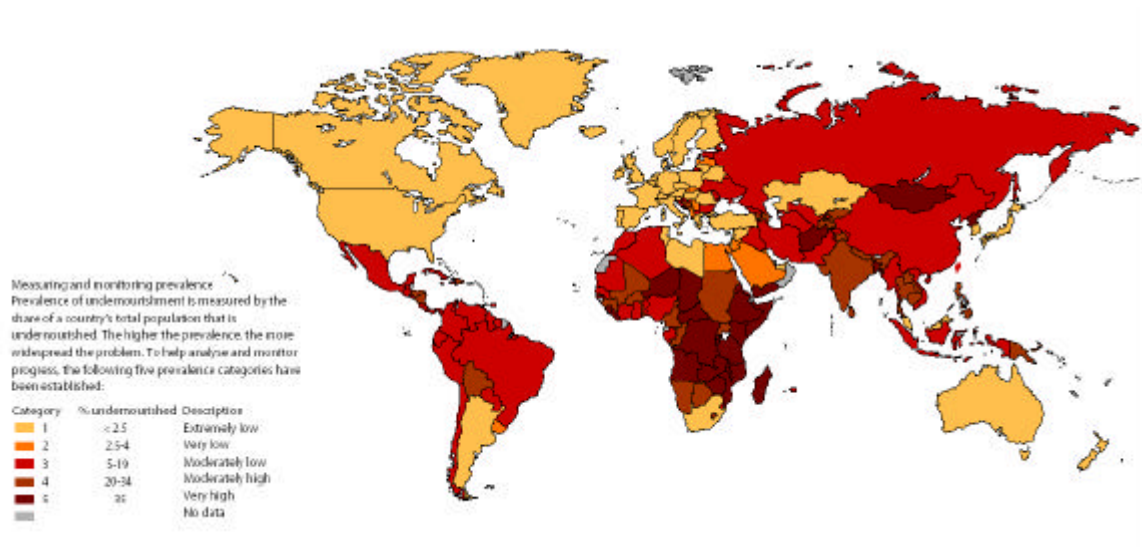 Measuring and monitoring prevalence
Prevalence of undernourishment is measured by the
share of a country's total population that is
undernourished. The higher the prevalence, the more
widespread the problem. To help analyse and monitor
progress, the following five prevalence categories have
been established:
Category % undernourished Description
1 < 2.5 Extremely low
2 2.5-4 Very low
3 5-19 Moderately low
4 20-34 Moderately high
5 35 Very high
No data